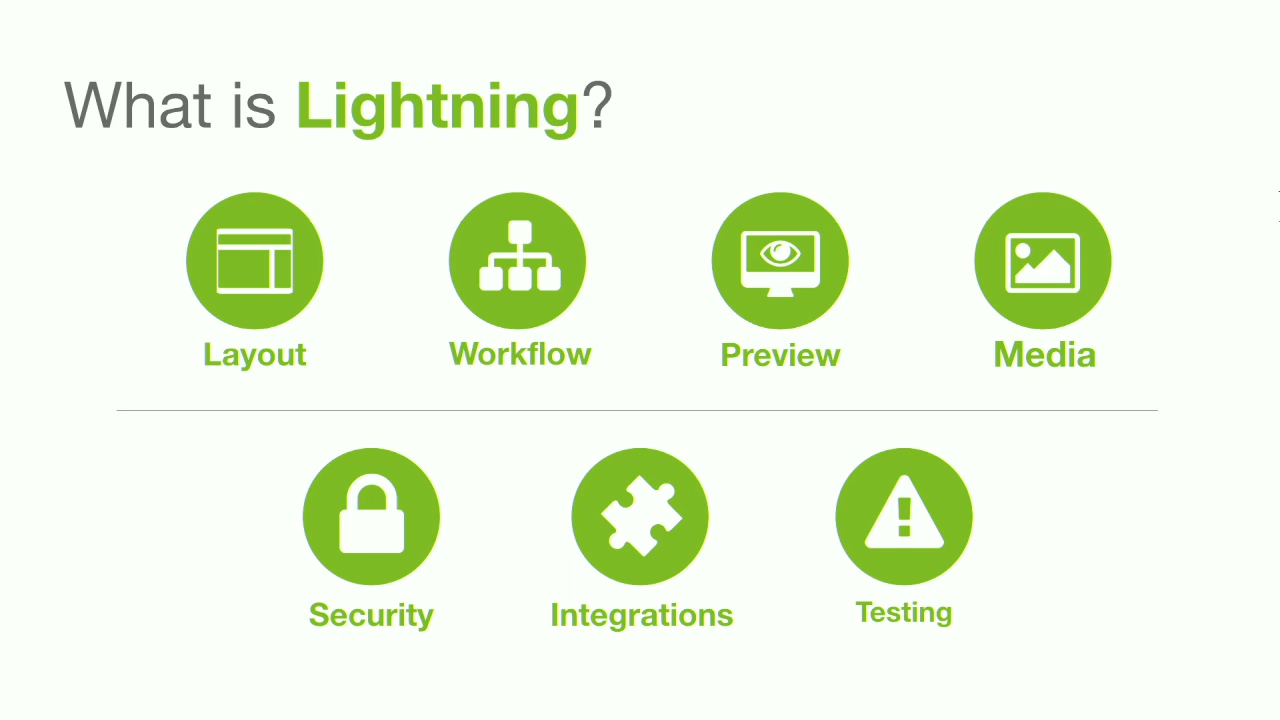 What is Lightning?
Layout Workflow Preview Media
Security Integrations Testing